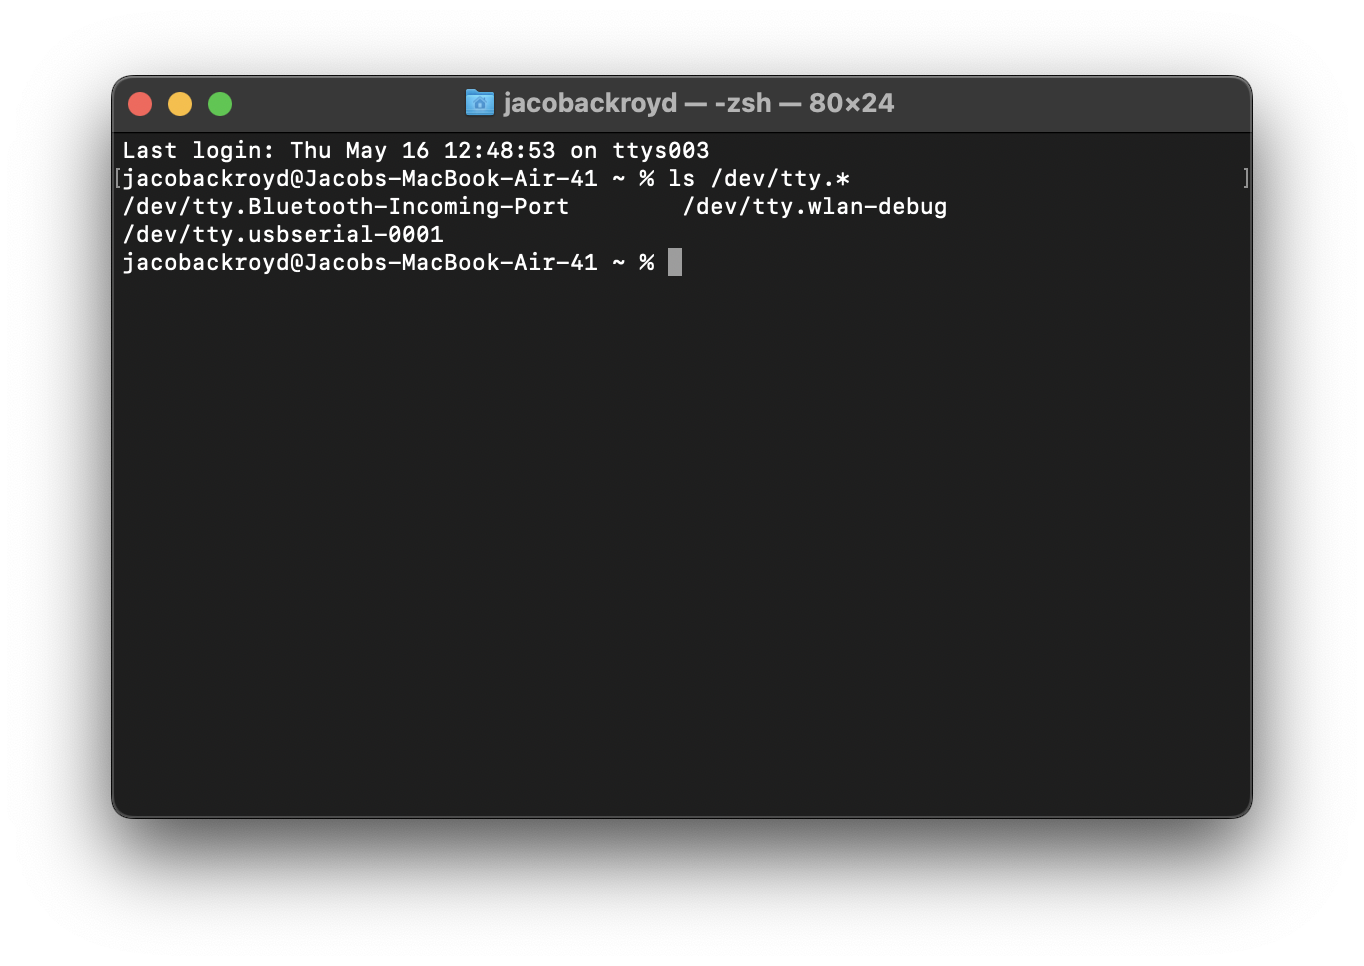 jacobackroyd — -zsh — 80×24
Last login: Thu May 16 12:48:53 on ttys003
[jacobackroyd@Jacobs-MacBook-Air-41 ~ % ls /dev/tty.* ]
/dev/tty.Bluetooth-Incoming-Port /dev/tty.wlan-debug
/dev/tty.usbserial-0001
jacobackroyd@Jacobs-MacBook-Air-41 ~ %